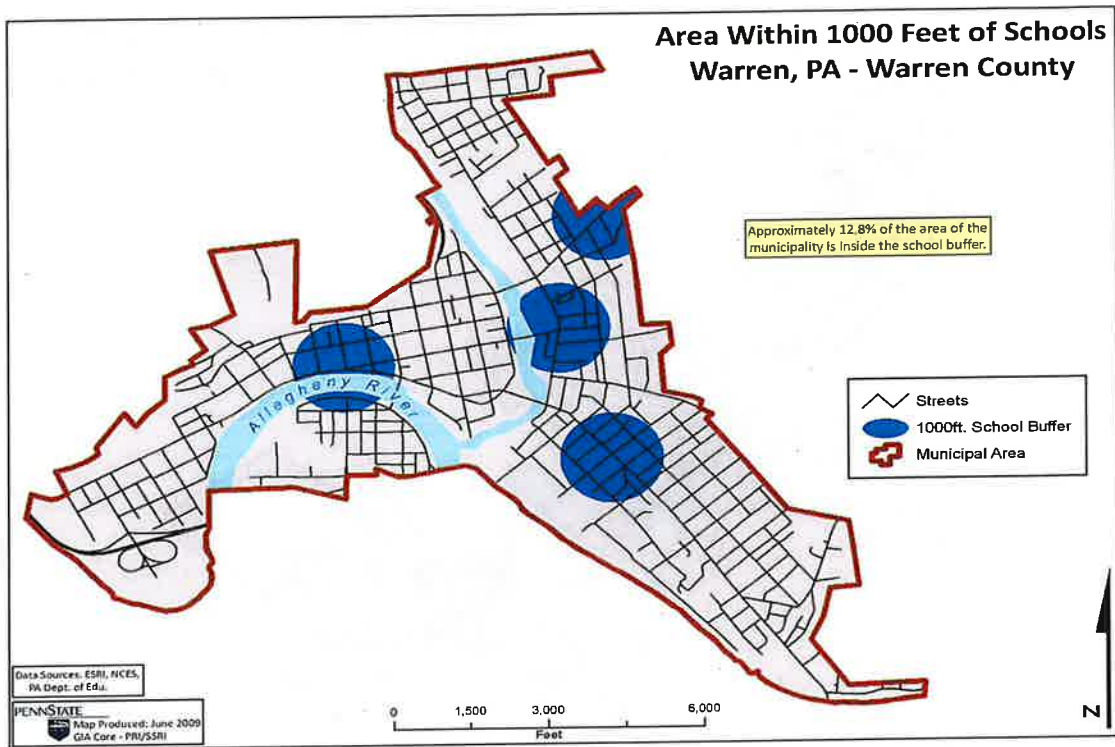 Area Within 1000 Feet of Schools
Warren, PA - Warren County
Approximately 12.8% of the area of the
municipality is Inside the school buffer.
Allegheny River
Streets
1000ft. School Buffer
Municipal Area
Data Sources: ESRI, NCES,
PA Dept. of Edu.
PENNSTATE
Map Produced: June 2009
GIA Core - PRI/SSRI
0 1,500 3,000 6,000
Feet
N